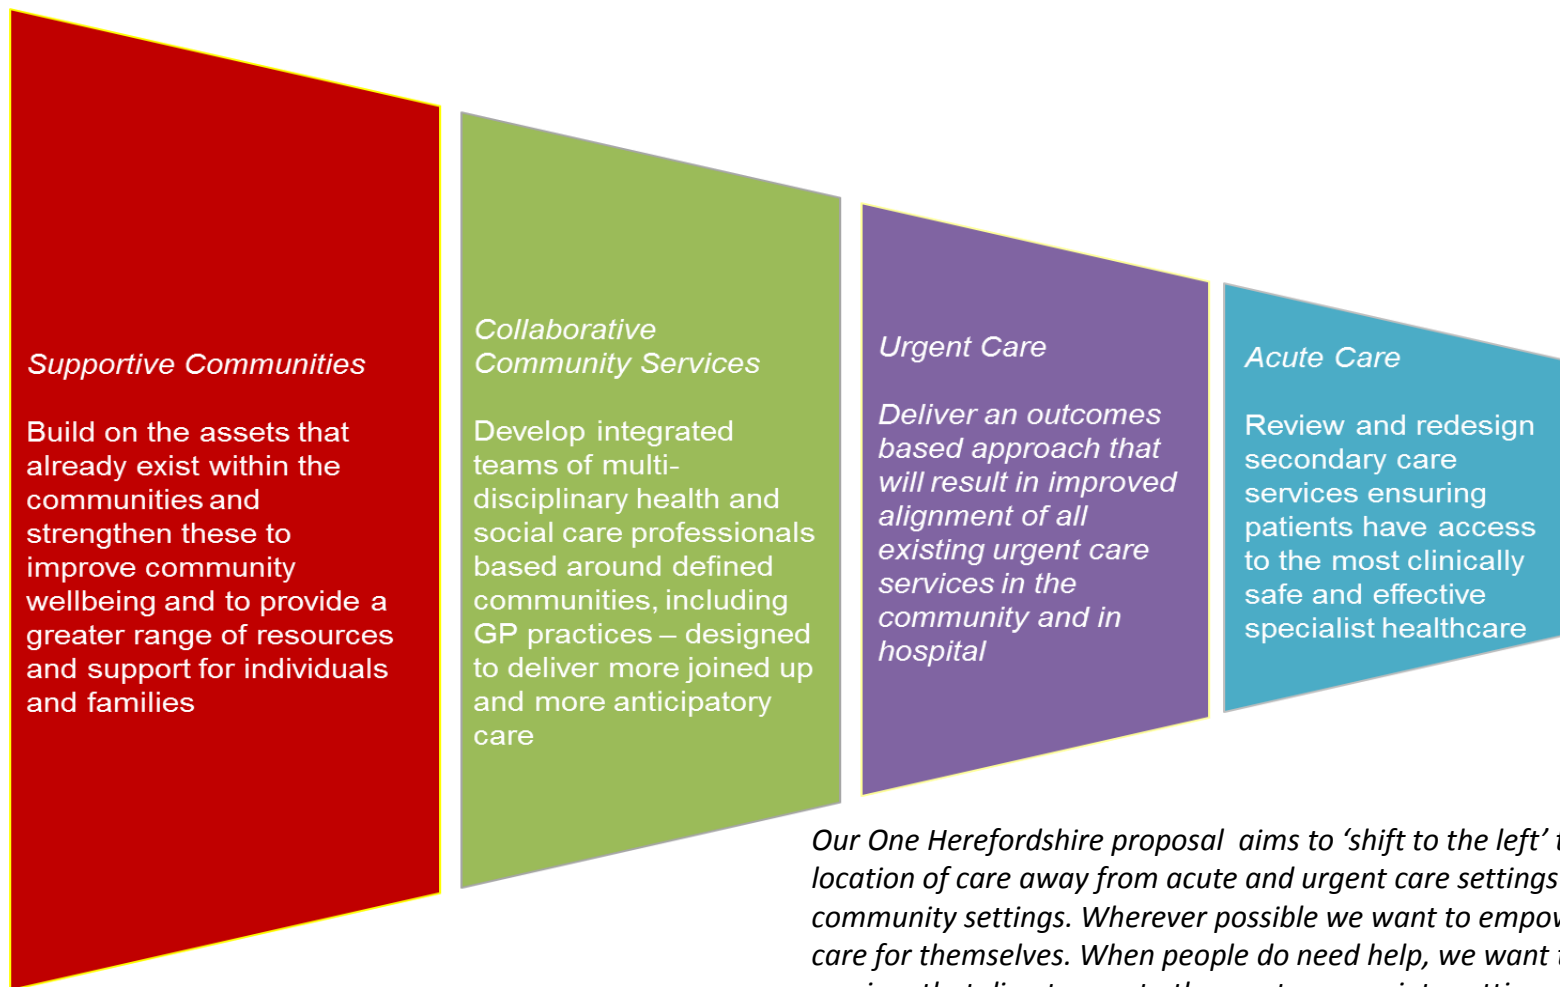 Supportive Communities
Build on the assets that
already exist within the
communities and
strengthen these to
improve community
wellbeing and to provide a
greater range of resources
and support for individuals
and families
Collaborative
Community Services
Develop integrated
teams of multi-
disciplinary health and
social care professionals
based around defined
communities, including
GP practices – designed
to deliver more joined up
and more anticipatory
care
Urgent Care
Deliver an outcomes
based approach that
will result in improved
alignment of all
existing urgent care
services in the
community and in
hospital
Acute Care
Review and redesign
secondary care
services ensuring
patients have access
to the most clinically
safe and effective
specialist healthcare
Our One Herefordshire proposal aims to ‘shift to the left’
location of care away from acute and urgent care settings
community settings. Wherever possible we want to
care for themselves. When people do need help, we want